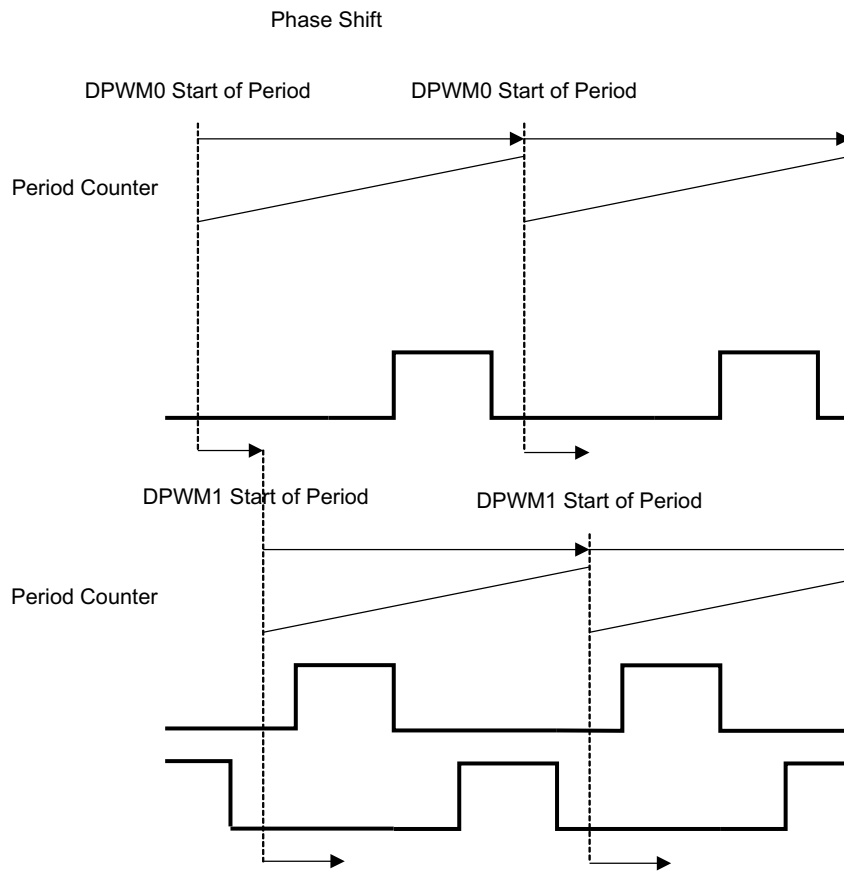 Phase Shift
DPWM0 Start of Period
DPWM0 Start of Period
Period Counter
DPWM1 Start of Period
DPWM1 Start of Period
Period Counter